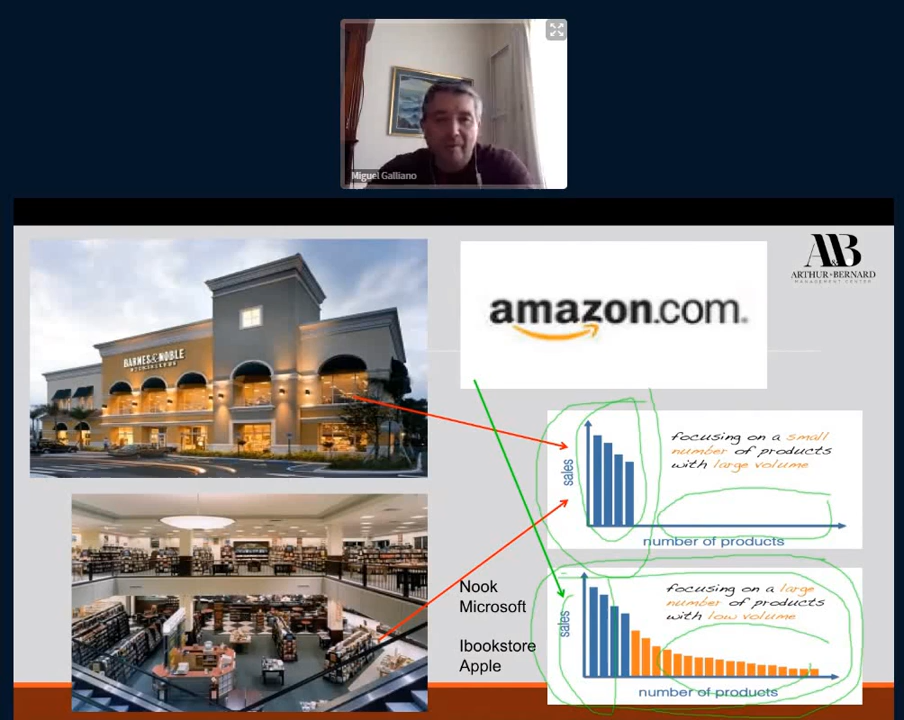 Miguel Galliano
A&B
ARTHUR•BERNARD
MANAGEMENT CENTER
BARNES&NOBLE
BOOKSELLERS
amazon.com.
focusing on a small
number of products
with large volume
sales
number of products
Nook
Microsoft
Ibookstore
Apple
focusing on a large
number of products
with low volume
sales
number of products